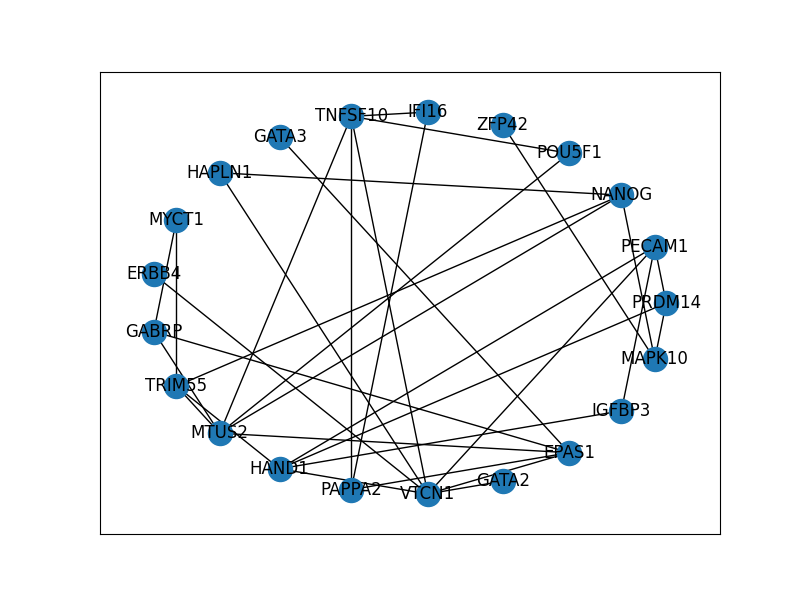 IFI16
TNFSF10
ZFP42
GATA3
POU5F1
HAPLN1
NANOG
MYCT1
PECAM1
ERBB4
PRDM14
GABRP
MAPK10
TRIM55
IGFBP3
MTUS2
EPAS1
HAND1
GATA2
PAPPA2
VTCN1